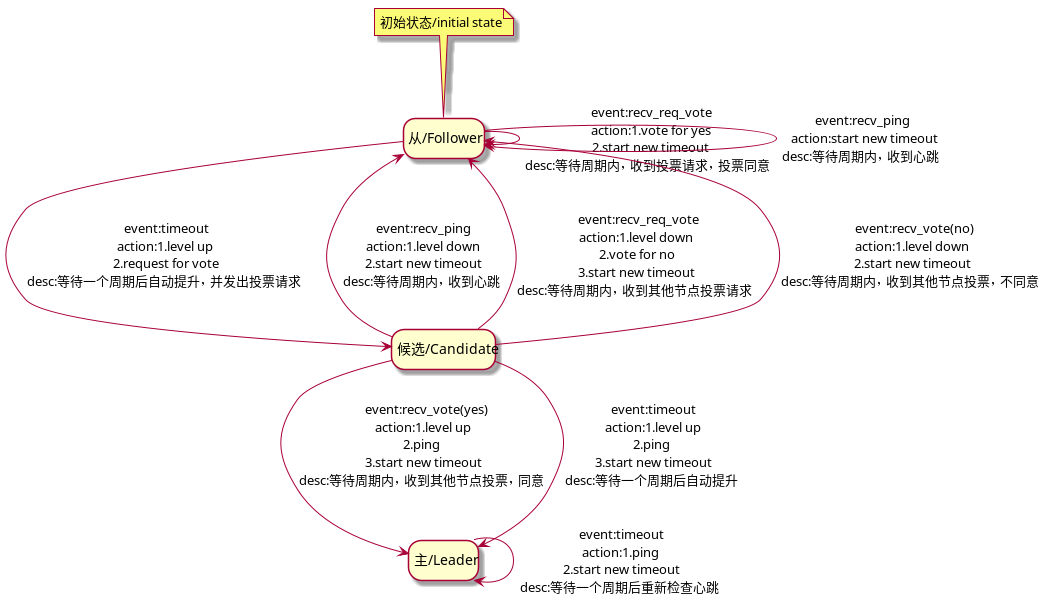 初始状态/initial state
从/Follower
event:recv_req_vote
action:1.vote for yes
2.start new timeout
desc:等待周期内，收到投票请求，投票同意
event:recv_ping
action:start new timeout
desc:等待周期内，收到心跳
event:timeout
action:1.level up
2.request for vote
desc:等待一个周期后自动提升，并发出投票请求
event:recv_ping
action:1.level down
2.start new timeout
desc:等待周期内，收到心跳
event:recv_req_vote
action:1.level down
2.vote for no
3.start new timeout
desc:等待周期内，收到其他节点投票请求
event:recv_vote(no)
action:1.level down
2.start new timeout
desc:等待周期内，收到其他节点投票，不同意
候选/Candidate
event:recv_vote(yes)
action:1.level up
2.ping
3.start new timeout
desc:等待周期内，收到其他节点投票，同意
event:timeout
action:1.level up
2.ping
3.start new timeout
desc:等待一个周期后自动提升
主/Leader
event:timeout
action:1.ping
2.start new timeout
desc:等待一个周期后重新检查心跳